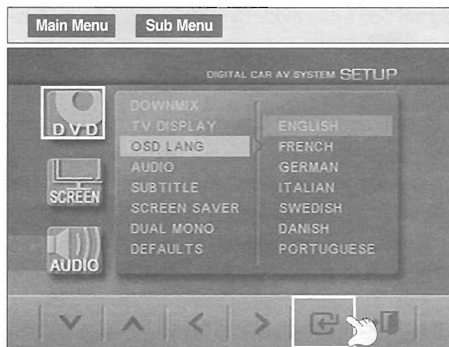 Main Menu Sub Menu
DIGITAL CAR AV SYSTEM SETUP
DVD
DOWNMIX
TV DISPLAY ENGLISH
OSD LANG FRENCH
AUDIO GERMAN
SCREEN
SUBTITLE ITALIAN
SCREEN SAVER SWEDISH
DUAL MONO DANISH
AUDIO
DEFAULTS PORTUGUESE